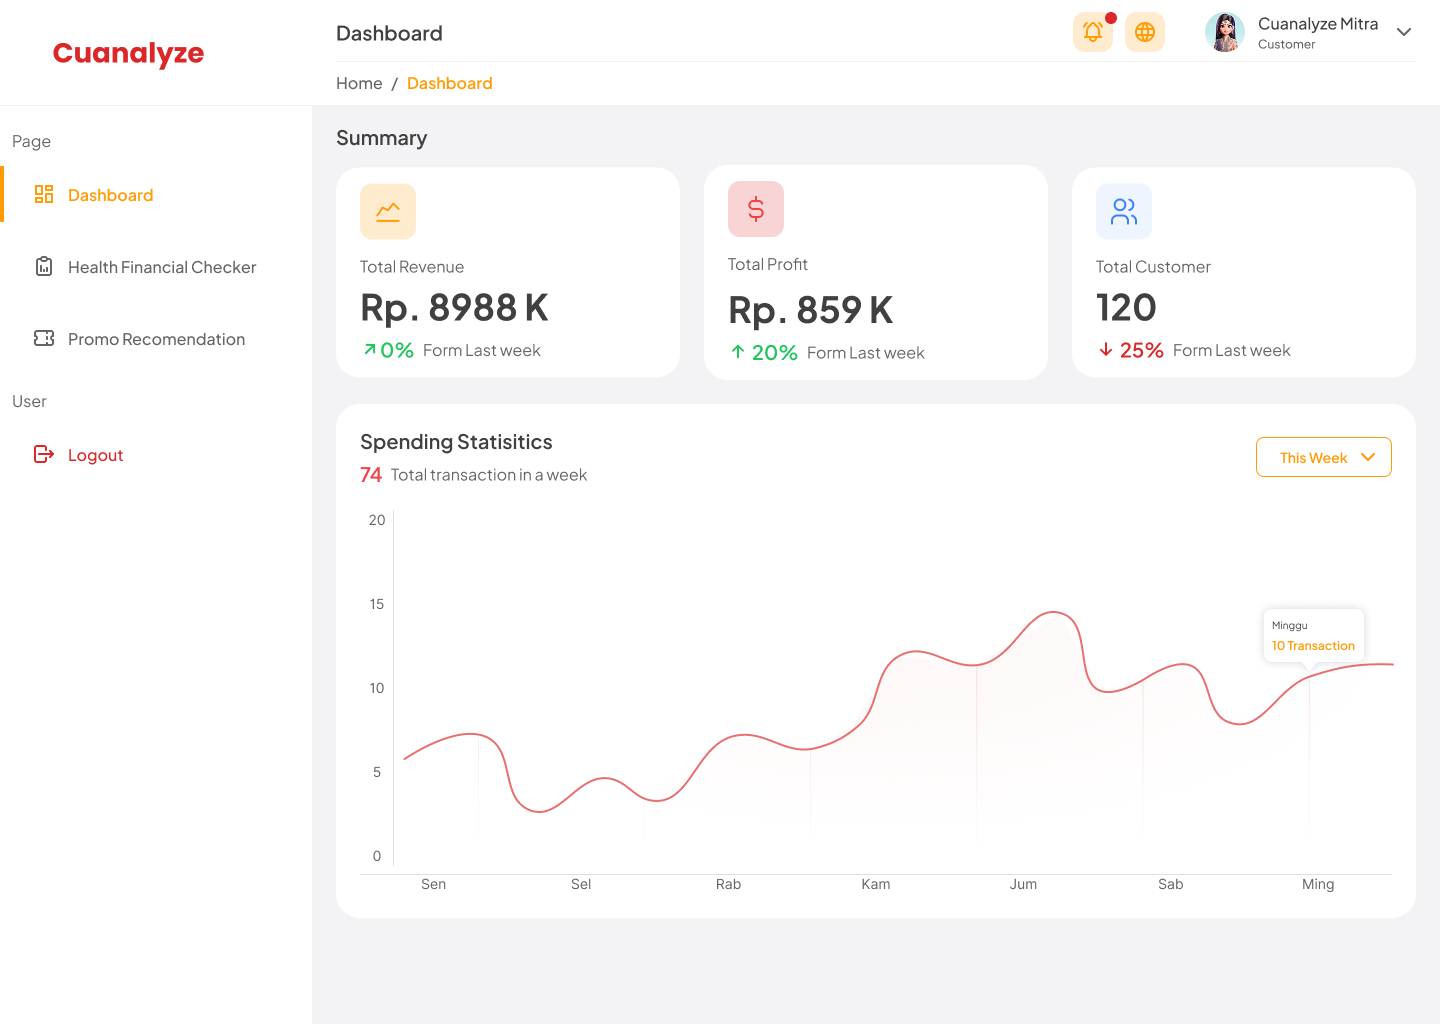 Cuanalyze
Dashboard
Cuanalyze Mitra
Customer
Home / Dashboard
Page
Dashboard
Health Financial Checker
Promo Recomendation
User
Logout
Summary
Total Revenue
Rp. 8988 K
0% Form Last week
Total Profit
Rp. 859 K
20% Form Last week
Total Customer
120
25% Form Last week
Spending Statisitics
74 Total transaction in a week
This Week
20
15
10
5
0
Minggu
10 Transaction
Sen Sel Rab Kam Jum Sab Ming